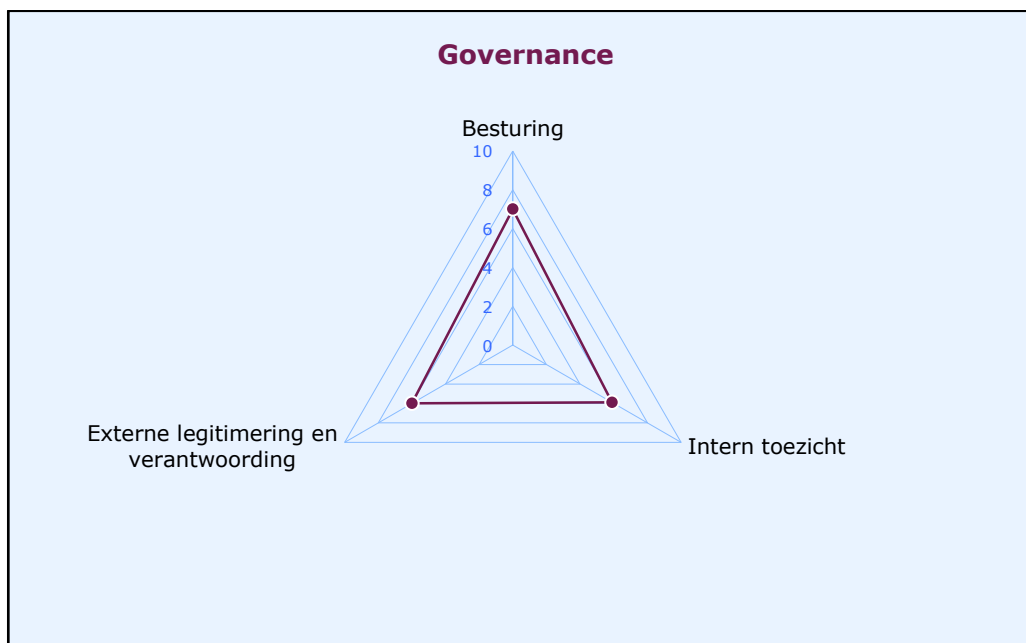 Governance
Besturing
10
8
6
4
2
0
Externe legitimering en
verantwoording
Intern toezicht